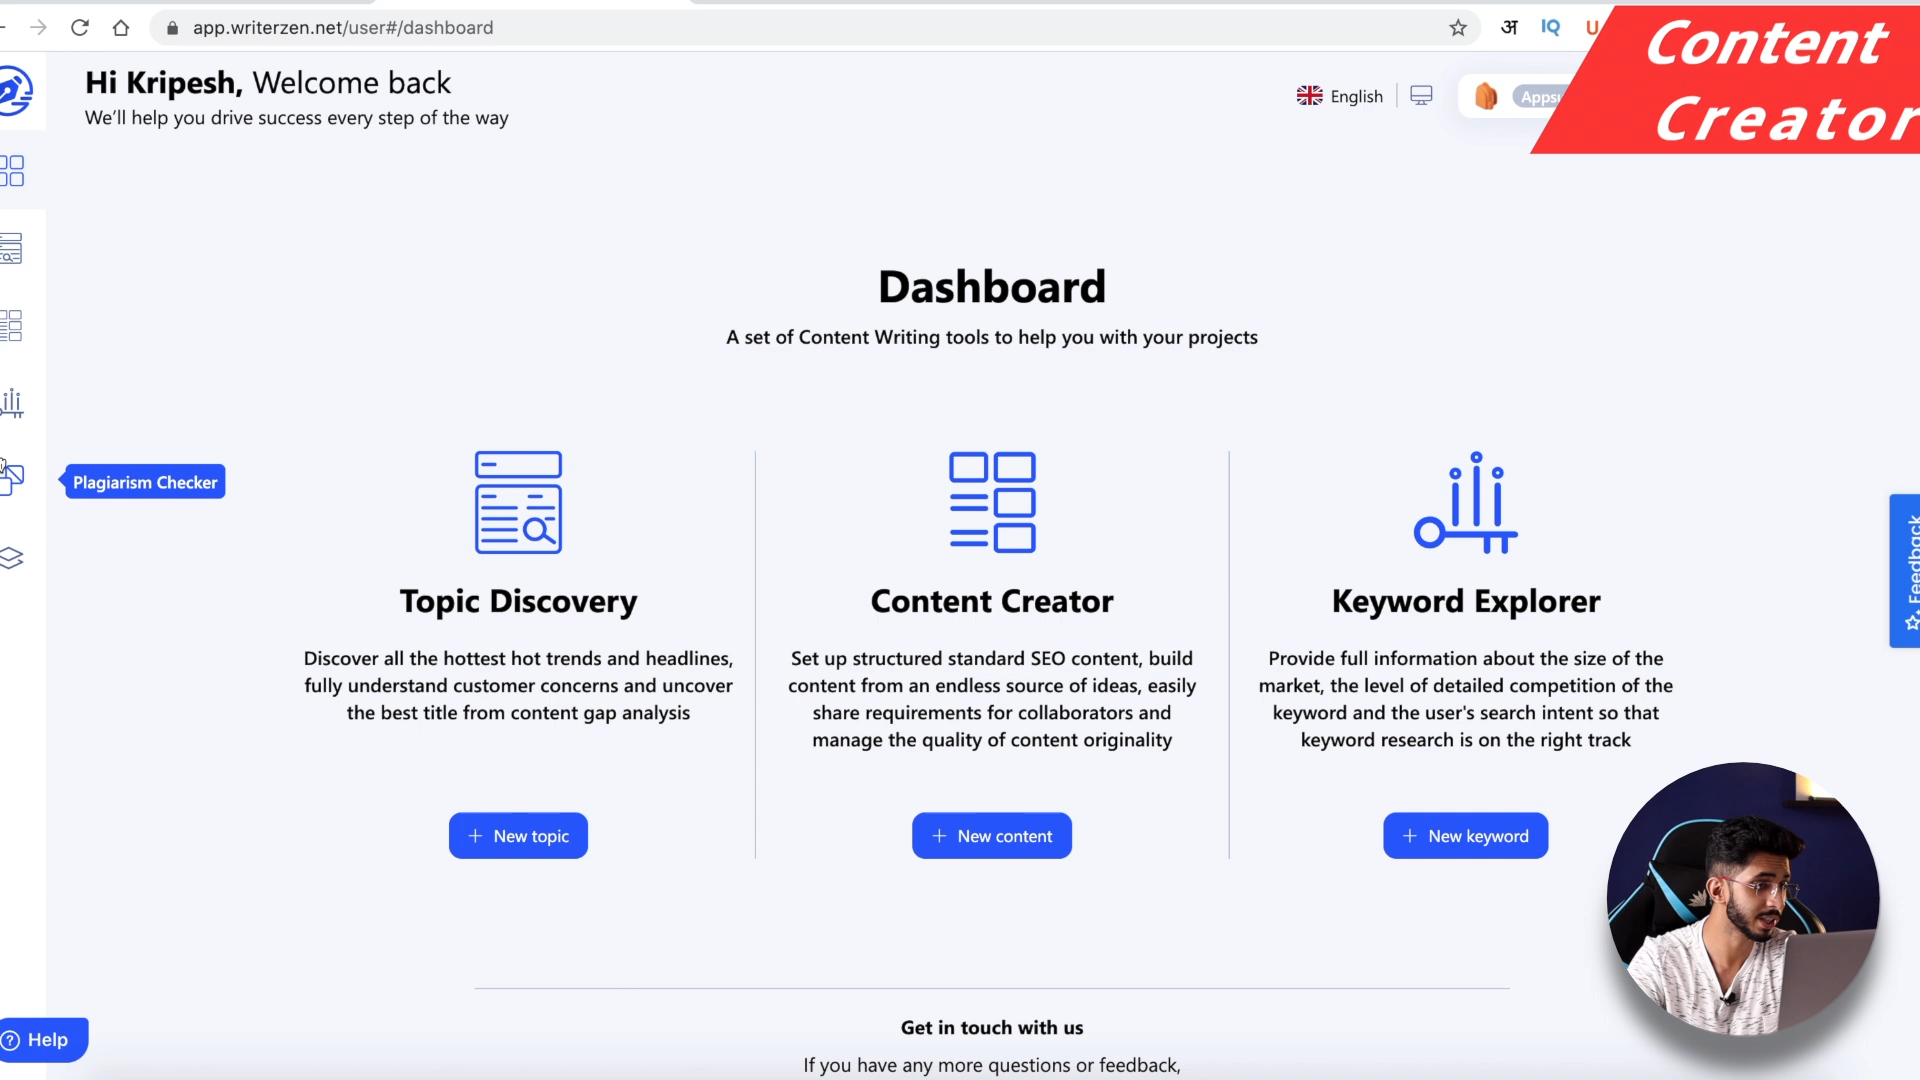 app.writerzen.net/user#/dashboard
अ IQ U
Content
Creator
Hi Kripesh, Welcome back
We'll help you drive success every step of the way
English
Dashboard
A set of Content Writing tools to help you with your projects
Plagiarism Checker
Topic Discovery
Discover all the hottest hot trends and headlines,
fully understand customer concerns and uncover
the best title from content gap analysis
+ New topic
Content Creator
Set up structured standard SEO content, build
content from an endless source of ideas, easily
share requirements for collaborators and
manage the quality of content originality
+ New content
Keyword Explorer
Provide full information about the size of the
market, the level of detailed competition of the
keyword and the user's search intent so that
keyword research is on the right track
+ New keyword
Feedback
Get in touch with us
If you have any more questions or feedback,
? Help